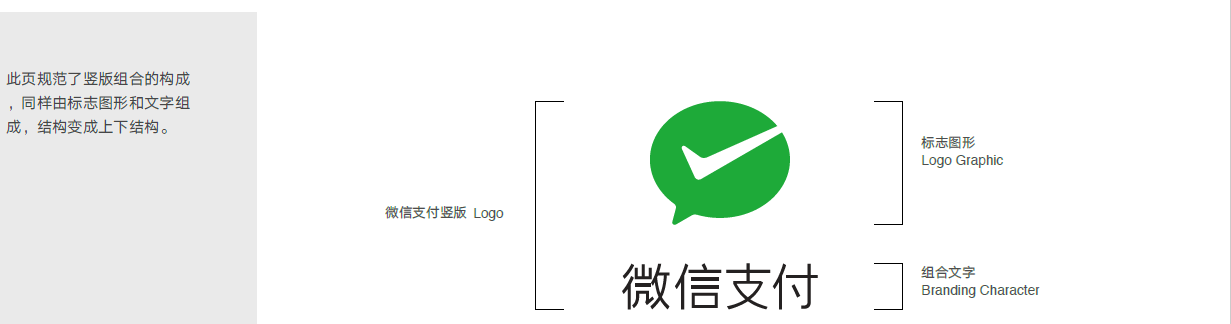 此页规范了竖版组合的构成
，同样由标志图形和文字组
成，结构变成上下结构。
微信支付竖版 Logo
标志图形
Logo Graphic
微信支付
组合文字
Branding Character